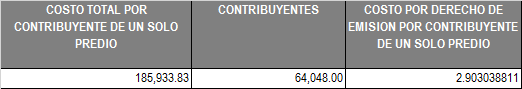 COSTO TOTAL POR
CONTRIBUYENTE DE UN SOLO
PREDIO
CONTRIBUYENTES
COSTO POR DERECHO DE
EMISION POR CONTRIBUYENTE
DE UN SOLO PREDIO
185,933.83
64,048.00
2.903038811